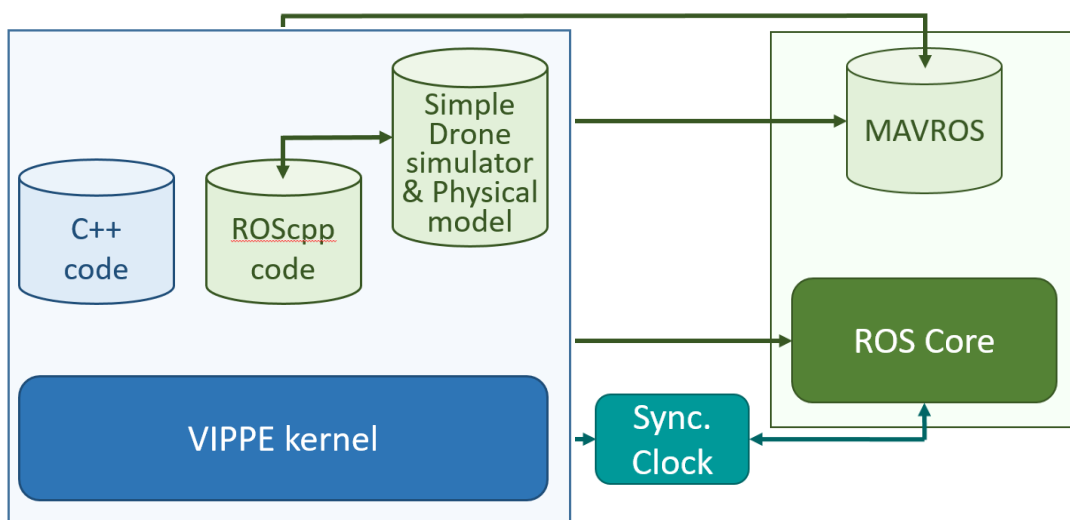 C++
code
ROScpp
code
Simple
Drone
simulator
& Physical
model
MAVROS
ROS Core
VIPPE kernel
Sync.
Clock